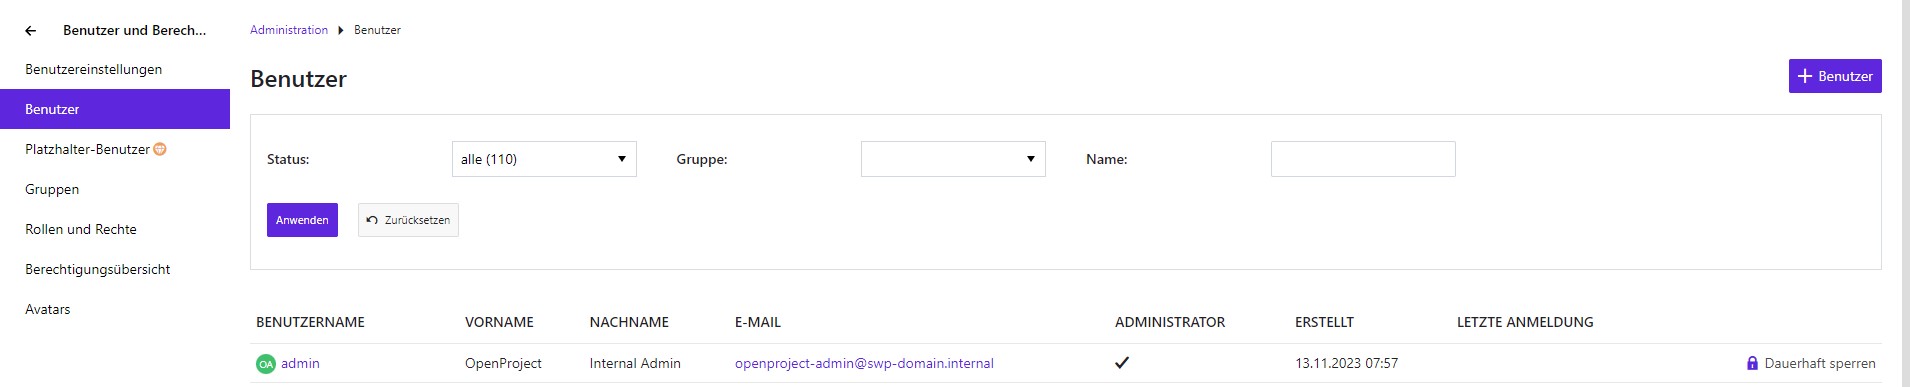 Benutzer und Berech...
Administration Benutzer
Benutzereinstellungen
Benutzer
Platzhalter-Benutzer
Gruppen
Rollen und Rechte
Berechtigungsübersicht
Avatars
Benutzer
+ Benutzer
Status: alle (110) Gruppe: Name:
Anwenden Zurücksetzen
BENUTZERNAME VORNAME NACHNAME E-MAIL ADMINISTRATOR ERSTELLT LETZTE ANMELDUNG
OA admin OpenProject Internal Admin openproject-admin@swp-domain.internal ✓ 13.11.2023 07:57 Dauerhaft sperren